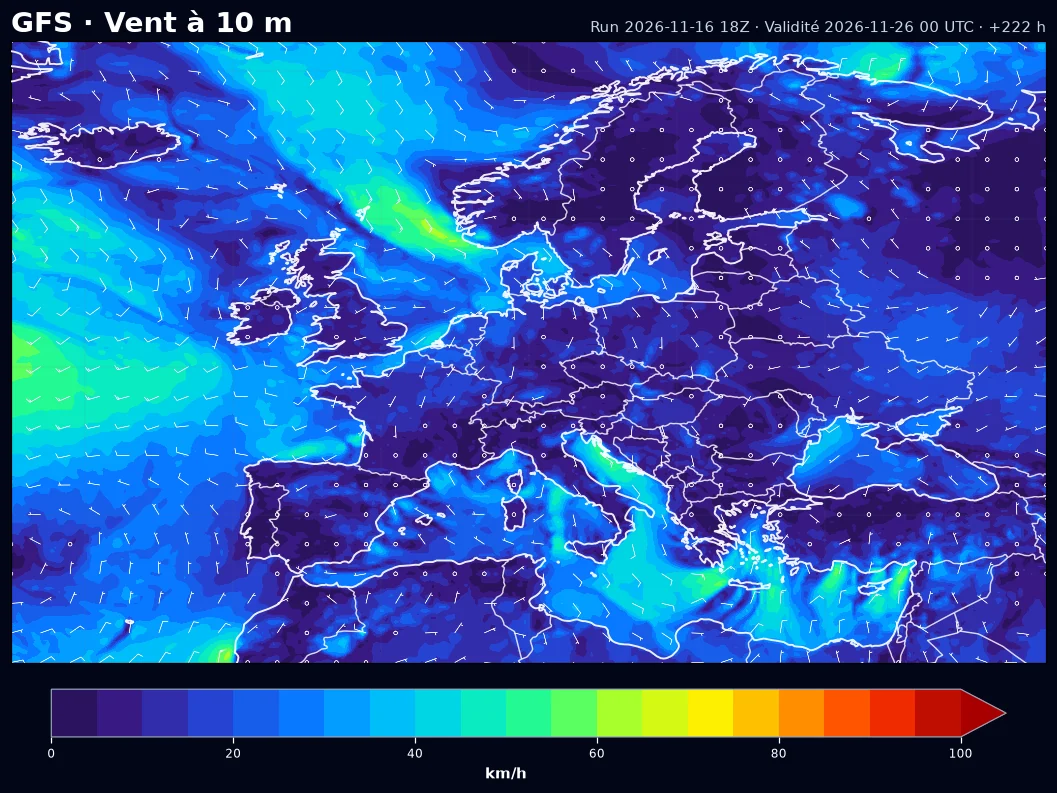 GFS · Vent à 10 m
Run 2026-11-16 18Z · Validité 2026-11-26 00 UTC · +222 h
0 20 40 60 80 100
km/h